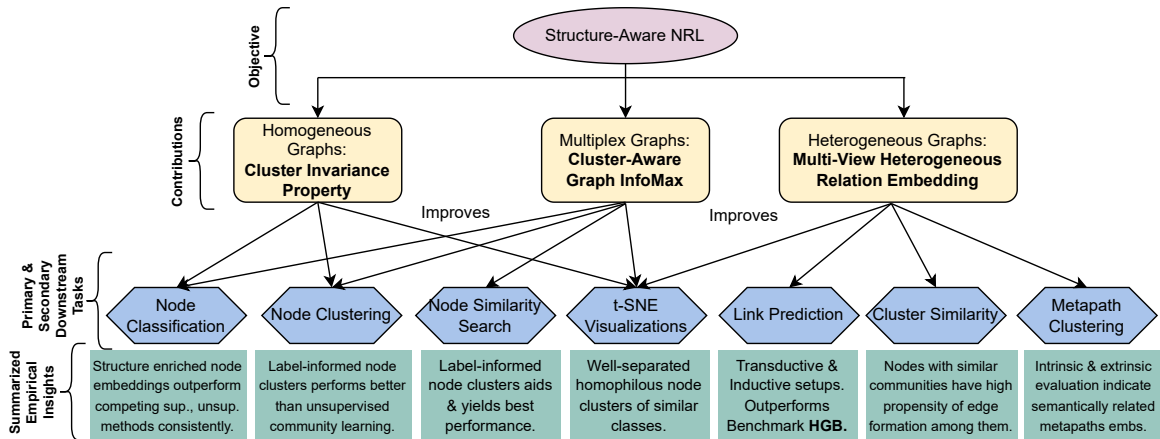 Objective
Structure-Aware NRL
Contributions
Homogeneous
Graphs:
Cluster Invariance
Property
Multiplex Graphs:
Cluster-Aware
Graph InfoMax
Heterogeneous Graphs:
Multi-View Heterogeneous
Relation Embedding
Improves
Improves
Primary &
Secondary
Downstream
Tasks
Node
Classification
Node Clustering
Node Similarity
Search
t-SNE
Visualizations
Link Prediction
Cluster Similarity
Metapath
Clustering
Summarized
Empirical
Insights
Structure enriched node
embeddings outperform
competing sup., unsup.
methods consistently.
Label-informed node
clusters performs better
than unsupervised
community learning.
Label-informed
node clusters aids
& yields best
performance.
Well-separated
homophilous node
clusters of similar
classes.
Transductive &
Inductive setups.
Outperforms
Benchmark HGB.
Nodes with similar
communities have high
propensity of edge
formation among them.
Intrinsic & extrinsic
evaluation indicate
semantically related
metapaths embs.